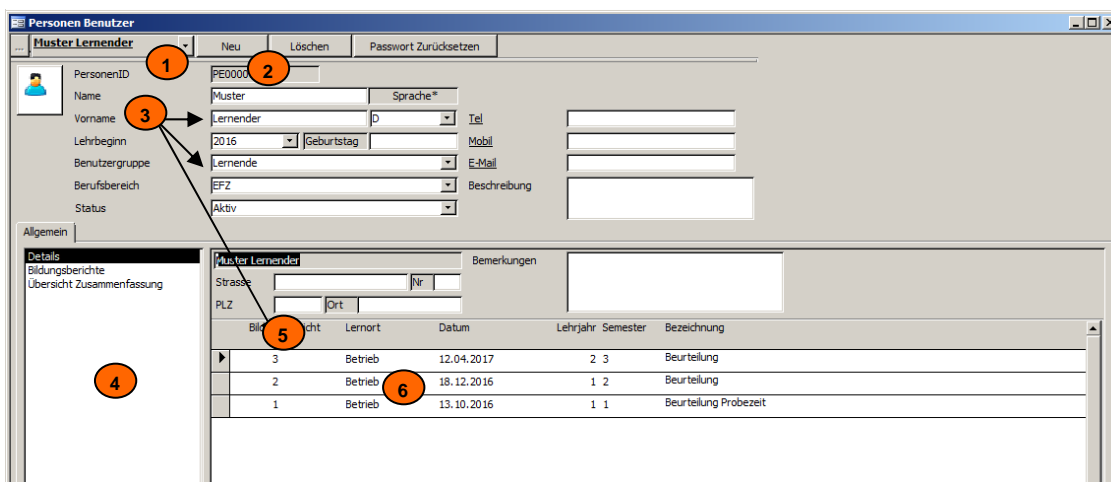 Personen Benutzer
... Muster Lernender Neu Löschen Passwort Zurücksetzen
1
2
PersonenID PE0000
Name Muster Sprache*
3
Vorname Lernender D Tel
Lehrbeginn 2016 Geburtstag Mobil
Benutzergruppe Lernende E-Mail
Berufsbereich EFZ Beschreibung
Status Aktiv
Allgemein
Details
Bildungsberichte
Übersicht Zusammenfassung
Muster Lernender Bemerkungen
Strasse Nr
PLZ Ort
5
Lernort Datum Lehrjahr Semester Bezeichnung
3 Betrieb 12.04.2017 2 3 Beurteilung
2 Betrieb 18.12.2016 1 2 Beurteilung
1 Betrieb 13.10.2016 1 1 Beurteilung Probezeit
4
6